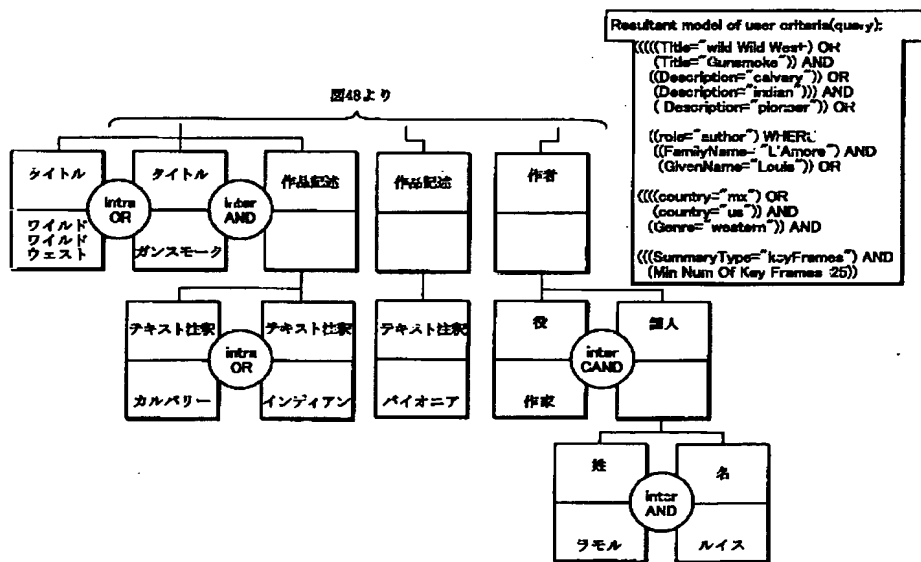 Resultant model of user criteria(query):
(((((Title="wild Wild West") OR
(Title="Gunsmoke")) AND
((Description="calvary")) OR
(Description="indian"))) AND
( Description="pioneer")) OR
((role="author") WHERE
((FamilyName="L'Amore") AND
(GivenName="Louis")) OR
((((country="mx") OR
(country="us")) AND
(Genre="western")) AND
(((SummaryType="keyFrames") AND
(Min Num Of Key Frames :25))
図48より
タイトル
タイトル
作品記述
作品記述
作者
intra
OR
inter
AND
ワイルド
ワイルド
ウェスト
ガンスモーク
テキスト注釈
テキスト注釈
テキスト注釈
役
個人
intra
OR
inter
CAND
カルバリー
インディアン
パイオニア
作家
姓
名
inter
AND
ラモル
ルイス